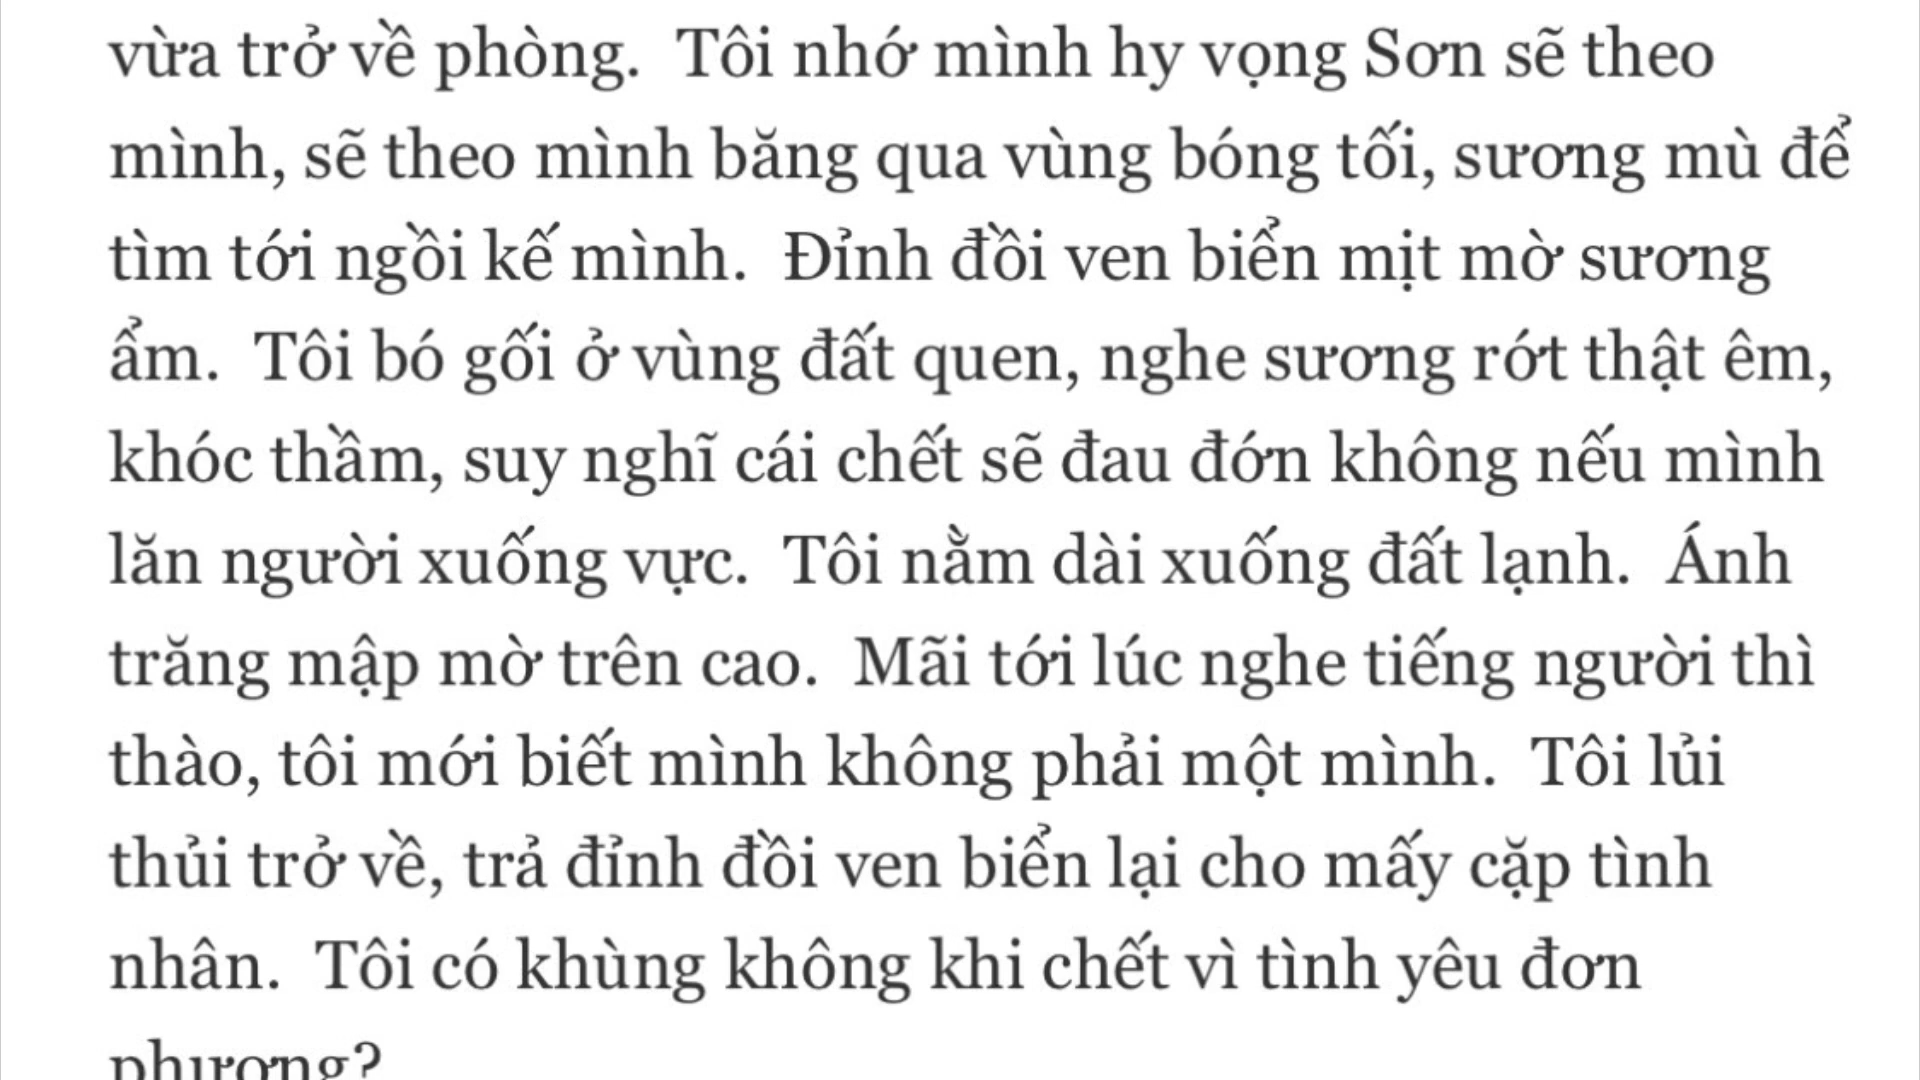 vừa trở về phòng.  Tôi nhớ mình hy vọng Sơn sẽ theo
mình, sẽ theo mình băng qua vùng bóng tối, sương mù để
tìm tới ngồi kế mình.  Đỉnh đồi ven biển mịt mờ sương
ẩm.  Tôi bó gối ở vùng đất quen, nghe sương rớt thật êm,
khóc thầm, suy nghĩ cái chết sẽ đau đớn không nếu mình
lăn người xuống vực.  Tôi nằm dài xuống đất lạnh.  Ánh
trăng mập mờ trên cao.  Mãi tới lúc nghe tiếng người thì
thào, tôi mới biết mình không phải một mình.  Tôi lủi
thủi trở về, trả đỉnh đồi ven biển lại cho mấy cặp tình
nhân.  Tôi có khùng không khi chết vì tình yêu đơn
phương?